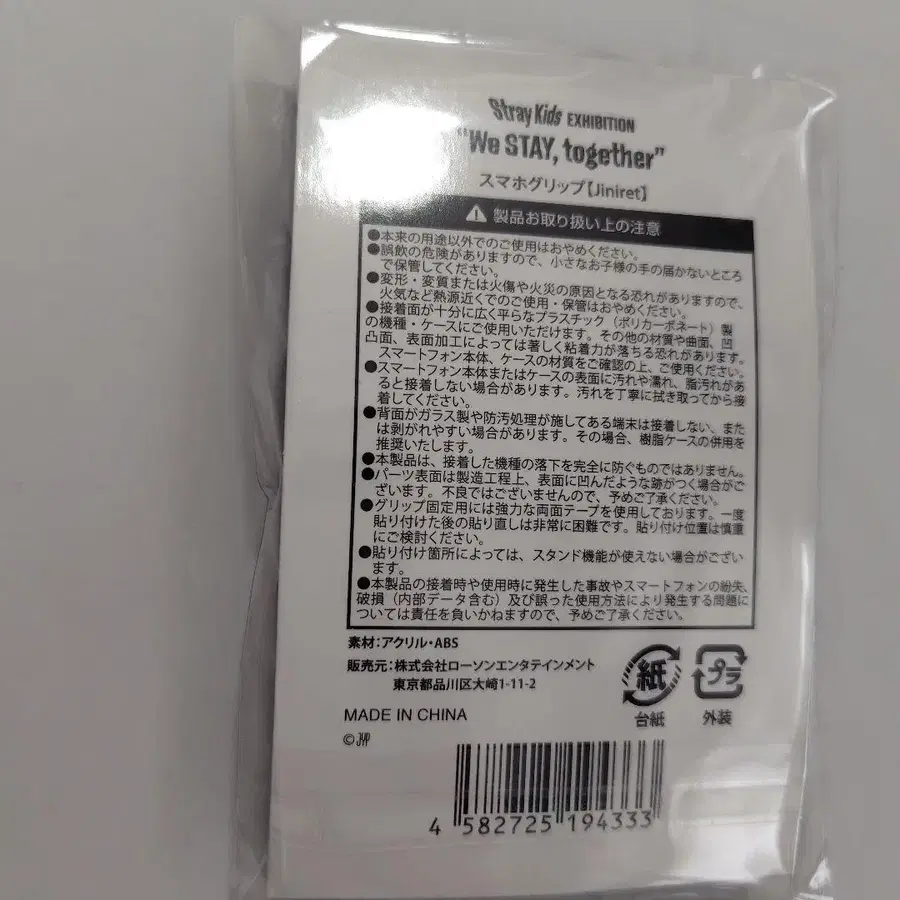 Stray Kids EXHIBITION
"We STAY, together"
スマホグリップ【Jiniret】
製品お取り扱い上の注意
●本来の用途以外でのご使用はおやめください。
●誤飲の危険がありますので、小さなお子様の手の届かないところ
で保管してください。
●変形・変質または火傷や火災の原因となる恐れがありますので、
火気など熱源近くでのご使用・保管はおやめください。
●接着面が十分に広く平らなプラスチック（ポリカーボネート）製
の機種・ケースにご使用いただけます。その他の材質や曲面、凹
凸面、表面加工によっては著しく粘着力が落ちる恐れがあります。
スマートフォン本体、ケースの材質をご確認の上、ご使用ください。
●スマートフォン本体またはケースの表面に汚れや濡れ、脂汚れがあ
ると接着しない場合があります。汚れを丁寧に拭き取ってから接
着してください。
●背面がガラス製や防汚処理が施してある端末は接着しない、また
は剥がれやすい場合があります。その場合、樹脂ケースの併用を
推奨いたします。
●本製品は、接着した機種の落下を完全に防ぐものではありません。
●パーツ表面は製造工程上、表面に凹んだような跡がつく場合がご
ざいます。不良ではございませんので、予めご了承ください。
●グリップ固定用には強力な両面テープを使用しております。一度
貼り付けた後の貼り直しは非常に困難です。貼り付け位置は慎重
にご検討ください。
●貼り付け箇所によっては、スタンド機能が使えない場合がござい
ます。
●本製品の接着時や使用時に発生した事故やスマートフォンの紛失、
破損（内部データ含む）及び誤った使用方法により発生する問題に
ついては責任を負いかねますので、予めご了承ください。
素材：アクリル・ABS
販売元：株式会社ローソンエンタテインメント
東京都品川区大崎1-11-2
紙
プラ
台紙
外装
MADE IN CHINA
© JYP
4 582725 194333